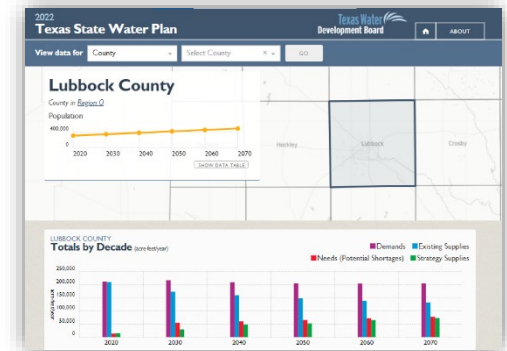 2022
Texas State Water Plan
Texas Water
Development Board
ABOUT
View data for County Select County × GO
Lubbock County
County in Region O
Population
400,000
0
2020 2030 2040 2050 2060 2070
SHOW DATA TABLE
Hockley Lubbock Crosby
LUBBOCK COUNTY
Totals by Decade (acre-feet/year)
Demands Existing Supplies
Needs (Potential Shortages) Strategy Supplies
250,000
200,000
150,000
100,000
50,000
0
acre-feet/year
2020 2030 2040 2050 2060 2070